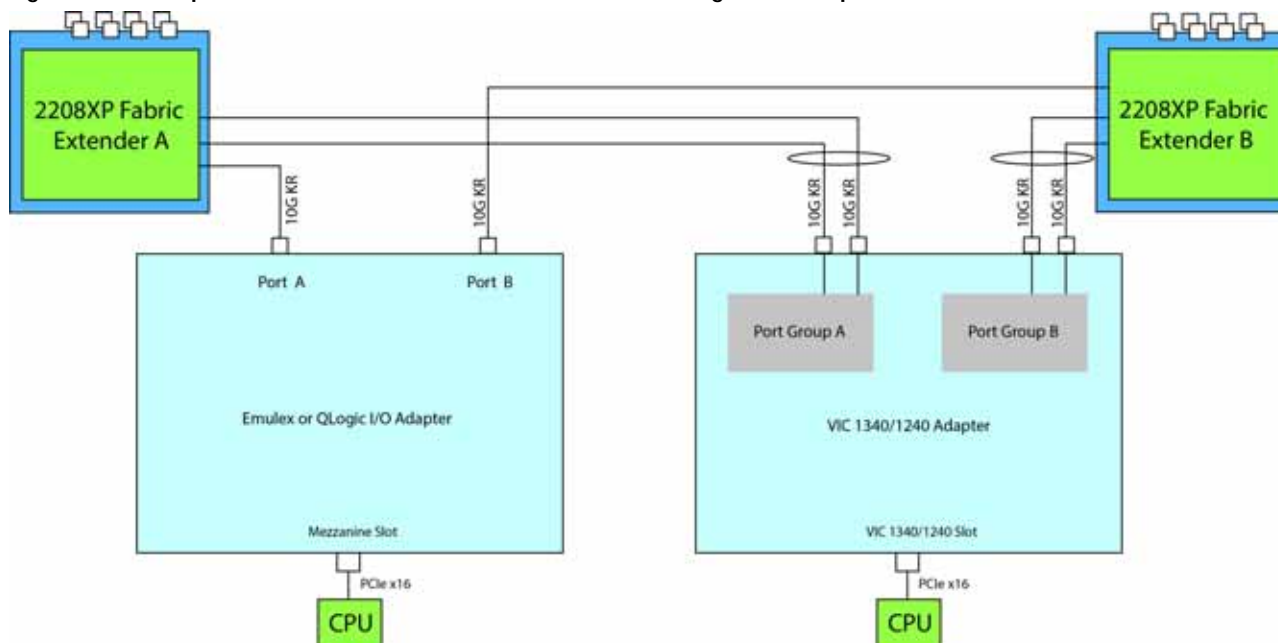 2208XP Fabric
Extender A
2208XP Fabric
Extender B
10G KR
10G KR
10G KR
10G KR
10G KR
10G KR
Port A
Port B
Port Group A
Port Group B
Emulex or QLogic I/O Adapter
VIC 1340/1240 Adapter
Mezzanine Slot
VIC 1340/1240 Slot
PCIe x16
PCIe x16
CPU
CPU